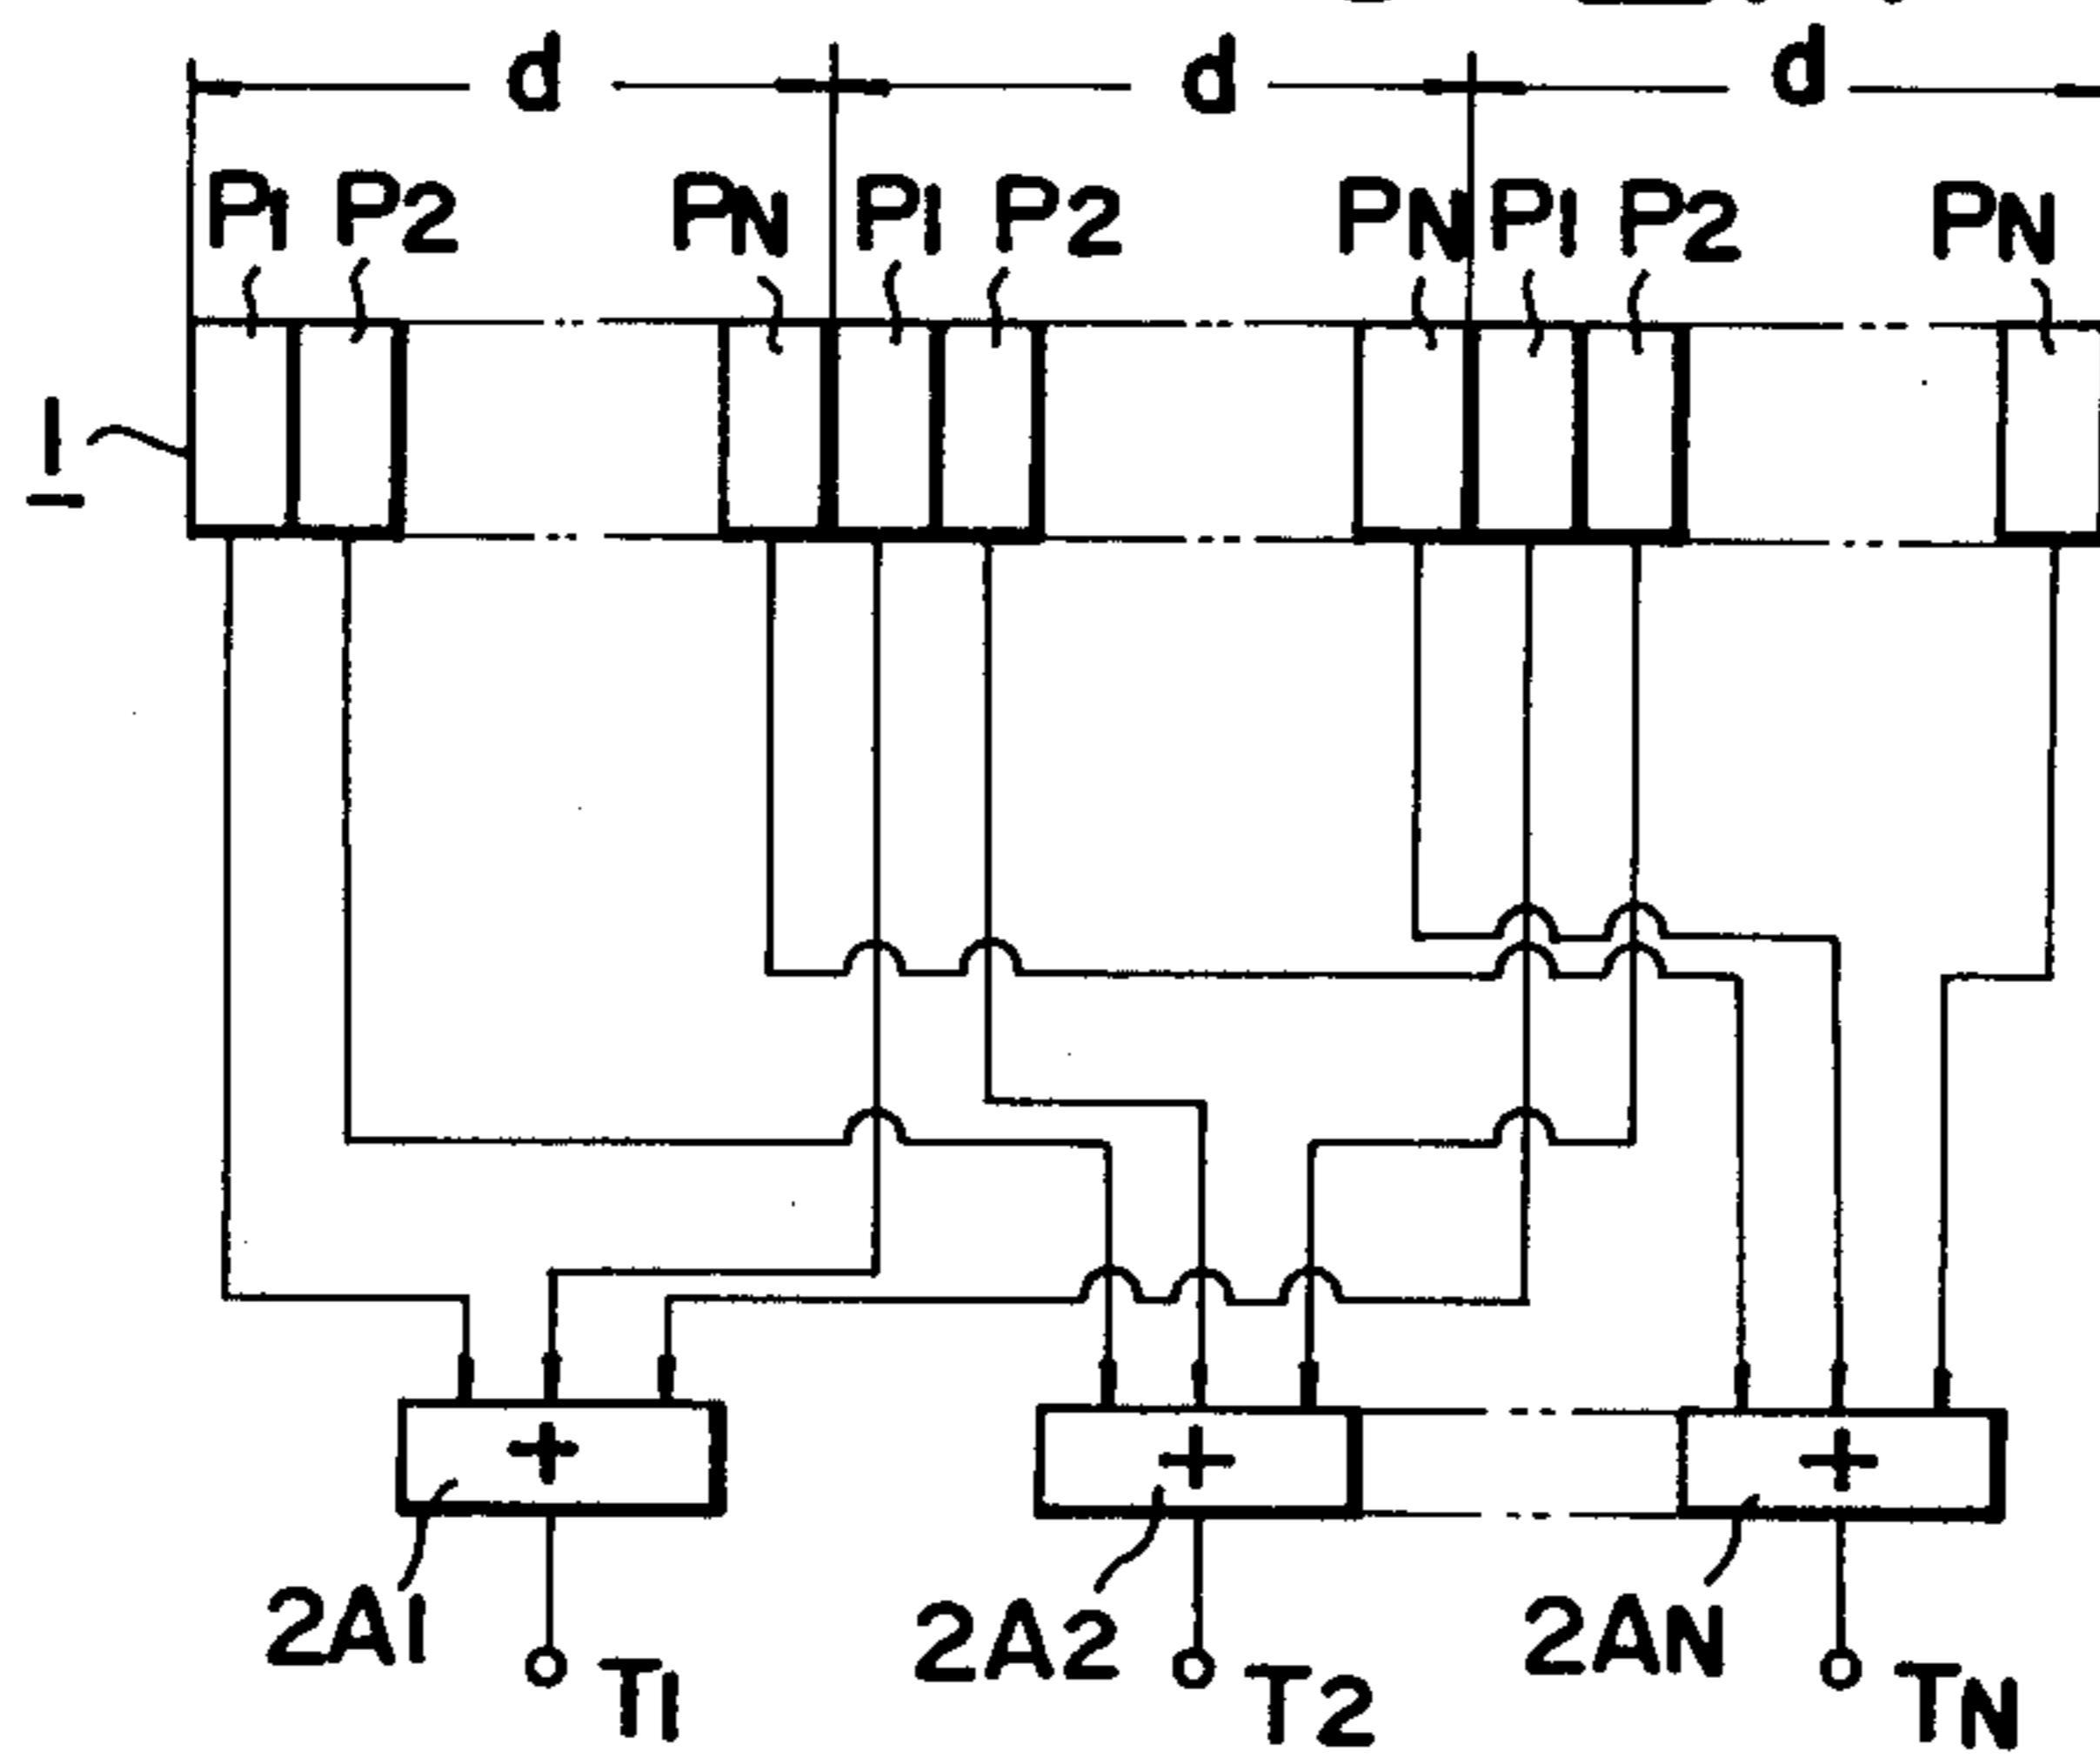 d d d
P1 P2 PN P1 P2 PN P1 P2 PN
1
+ + +
2A1 T1 2A2 T2 2AN TN